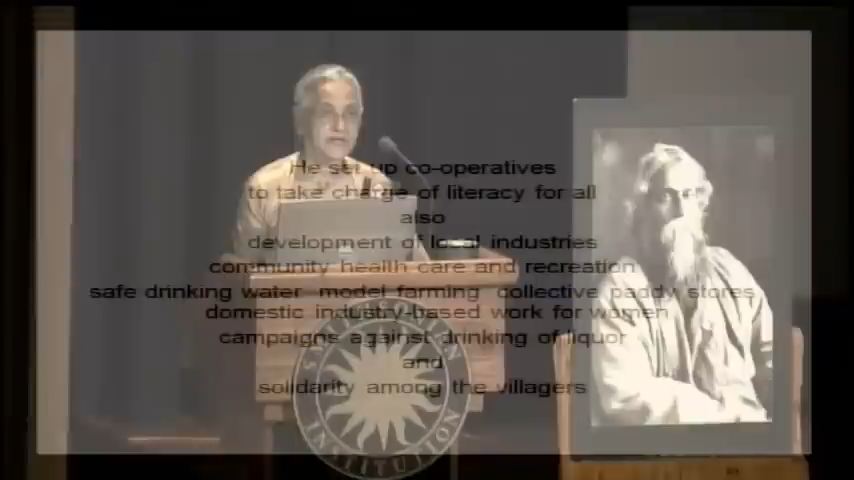 He set up co-operatives
to take charge of literacy for all
also
development of local industries
community health care and recreation
safe drinking water model farming collective paddy stores
domestic industry-based work for women
campaigns against drinking of liquor
and
solidarity among the villagers
SMITHSONIAN
INSTITUTION